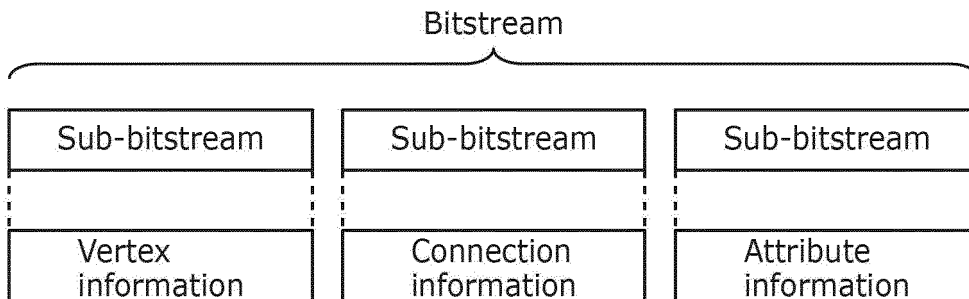 Bitstream
Sub-bitstream Sub-bitstream Sub-bitstream
Vertex Connection Attribute
information information information